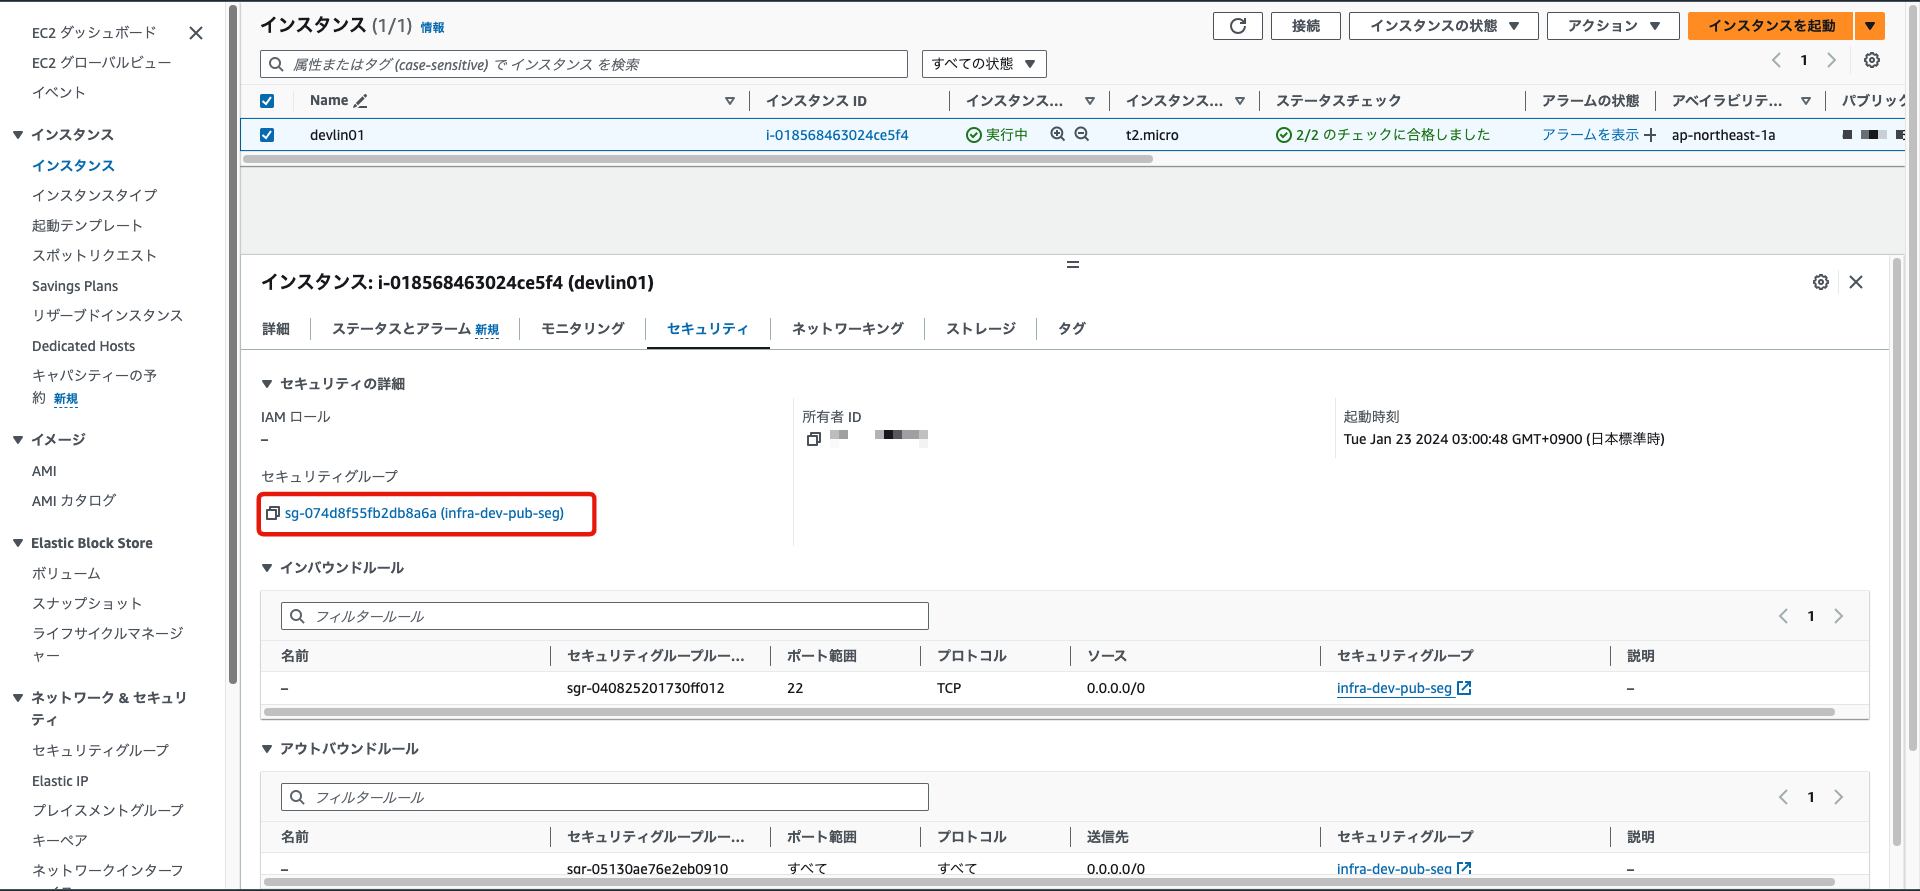 EC2 ダッシュボード
EC2 グローバルビュー
イベント
インスタンス
インスタンス
インスタンスタイプ
起動テンプレート
スポットリクエスト
Savings Plans
リザーブドインスタンス
Dedicated Hosts
キャパシティーの予
約 新規
イメージ
AMI
AMI カタログ
Elastic Block Store
ボリューム
スナップショット
ライフサイクルマネージ
ャー
ネットワーク & セキュリ
ティ
セキュリティグループ
Elastic IP
プレイスメントグループ
キーペア
ネットワークインターフ
インスタンス (1/1) 情報
接続 インスタンスの状態 アクション インスタンスを起動
属性またはタグ (case-sensitive) で インスタンス を検索 すべての状態 1
Name インスタンス ID インスタンス... インスタンス... ステータスチェック アラームの状態 アベイラビリテ... パブリック
devlin01 i-018568463024ce5f4 実行中 t2.micro 2/2 のチェックに合格しました アラームを表示 ap-northeast-1a
インスタンス: i-018568463024ce5f4 (devlin01)
詳細 ステータスとアラーム 新規 モニタリング セキュリティ ネットワーキング ストレージ タグ
セキュリティの詳細
IAM ロール 所有者 ID 起動時刻
– Tue Jan 23 2024 03:00:48 GMT+0900 (日本標準時)
セキュリティグループ
sg-074d8f55fb2db8a6a (infra-dev-pub-seg)
インバウンドルール
フィルタールール 1
名前 セキュリティグループルー... ポート範囲 プロトコル ソース セキュリティグループ 説明
– sgr-040825201730ff012 22 TCP 0.0.0.0/0 infra-dev-pub-seg –
アウトバウンドルール
フィルタールール 1
名前 セキュリティグループルー... ポート範囲 プロトコル 送信先 セキュリティグループ 説明
– sgr-05130ae76e2eb0910 すべて すべて 0.0.0.0/0 infra-dev-pub-seg –